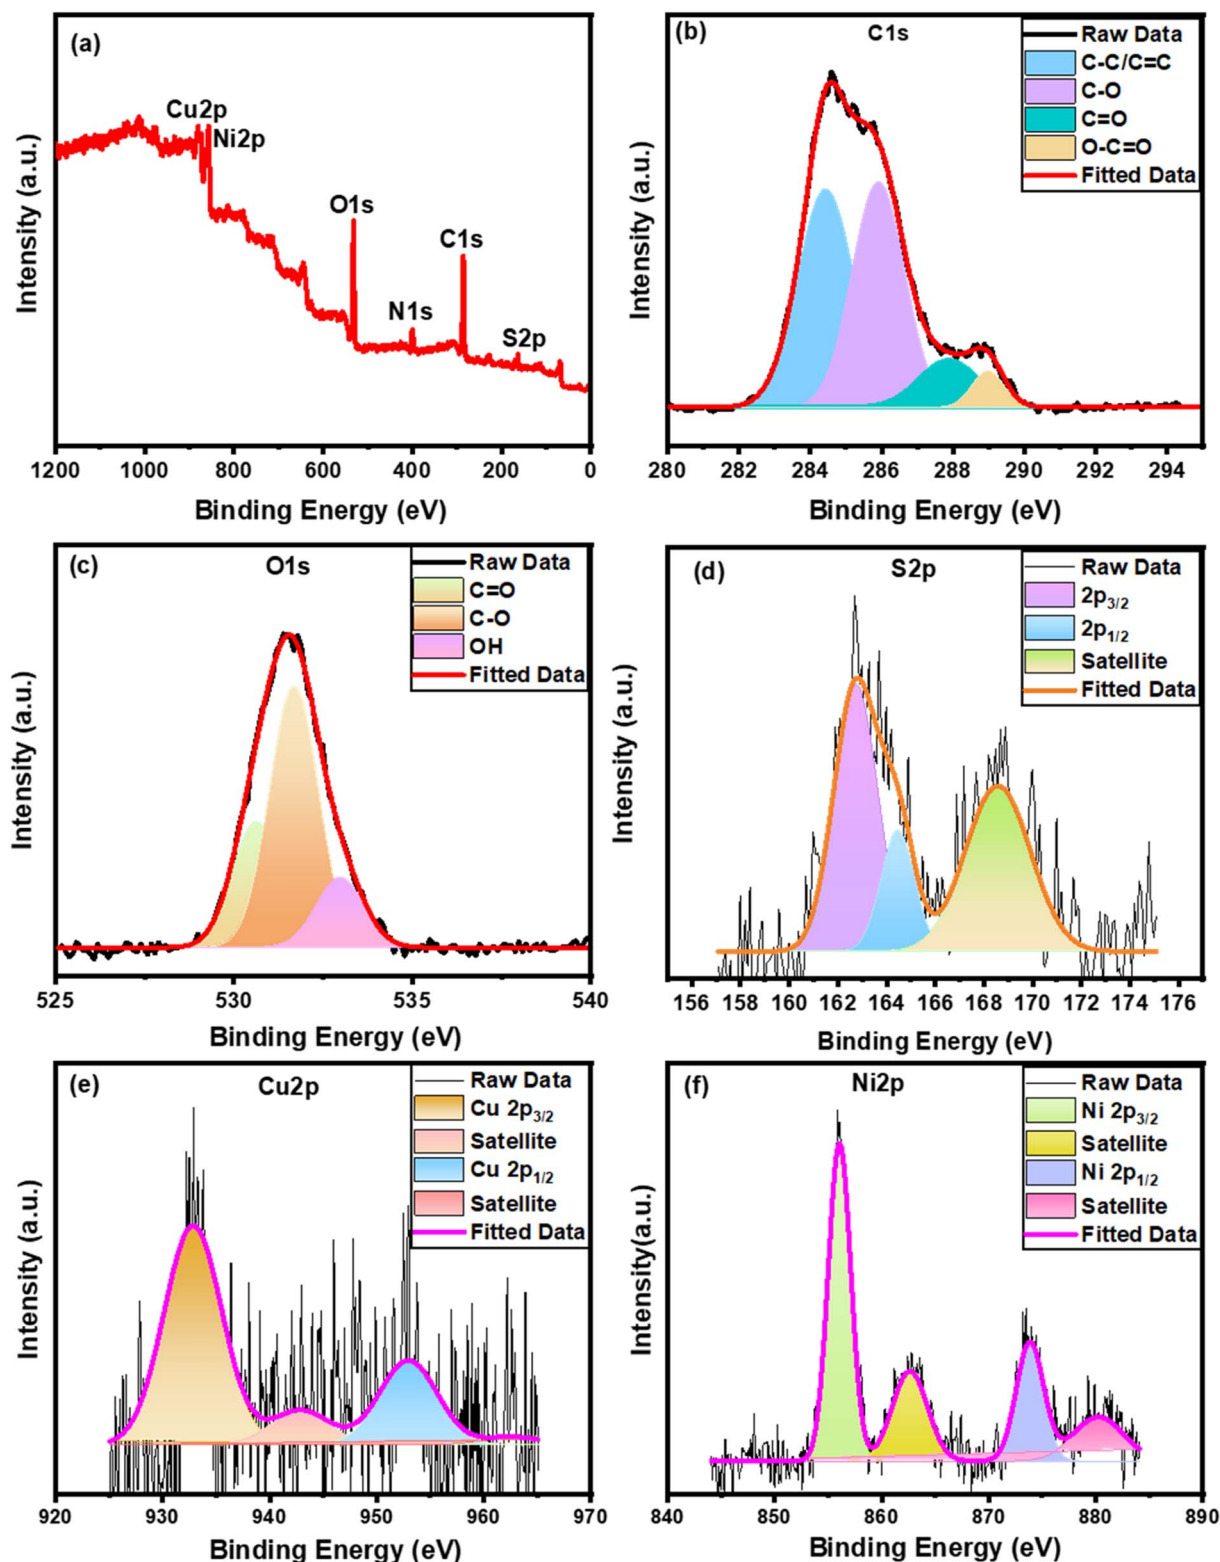 (a)
Cu2p
Ni2p
O1s
C1s
N1s
S2p
Intensity (a.u.)
1200 1000 800 600 400 200 0
Binding Energy (eV)
(b)
C1s
Raw Data
C-C/C=C
C-O
C=O
O-C=O
Fitted Data
Intensity (a.u.)
280 282 284 286 288 290 292 294
Binding Energy (eV)
(c)
O1s
Raw Data
C=O
C-O
OH
Fitted Data
Intensity (a.u.)
525 530 535 540
Binding Energy (eV)
(d)
S2p
Raw Data
2p3/2
2p1/2
Satellite
Fitted Data
Intensity (a.u.)
156 158 160 162 164 166 168 170 172 174 176
Binding Energy (eV)
(e)
Cu2p
Raw Data
Cu 2p3/2
Satellite
Cu 2p1/2
Satellite
Fitted Data
Intensity (a.u.)
920 930 940 950 960 970
Binding Energy (eV)
(f)
Ni2p
Raw Data
Ni 2p3/2
Satellite
Ni 2p1/2
Satellite
Fitted Data
Intensity(a.u.)
840 850 860 870 880 890
Binding Energy (eV)